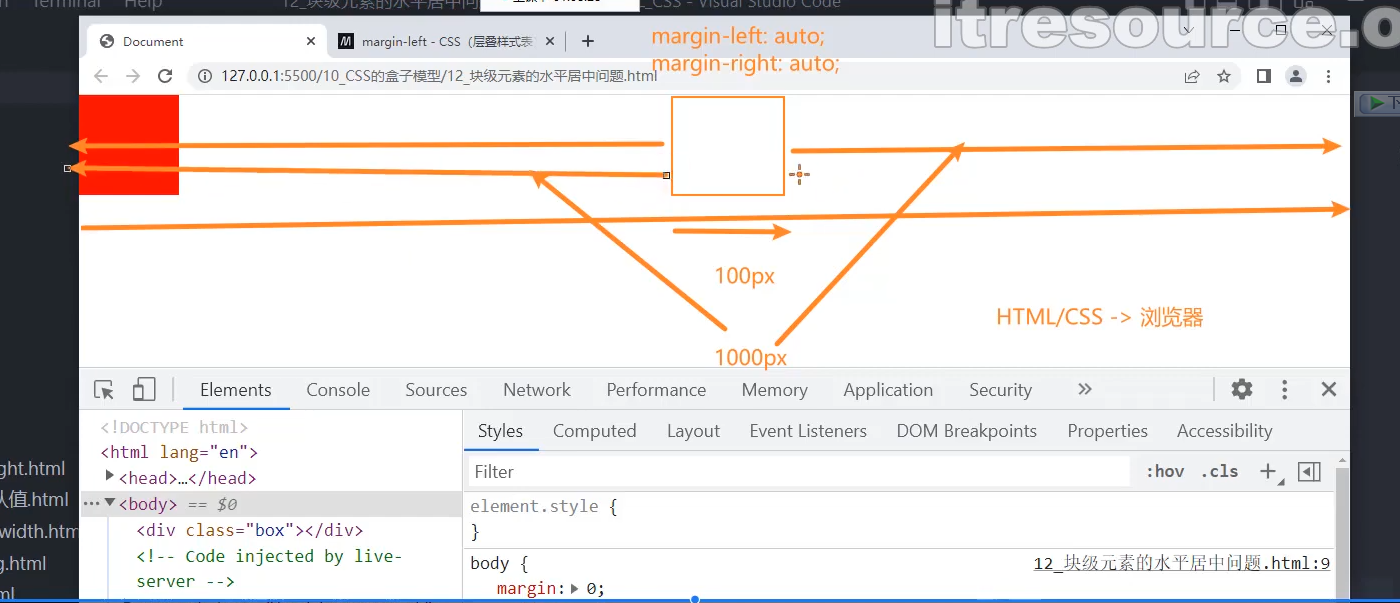 Terminal Help 12_块级元素的水平居中问 CSS - Visual Studio Code
itresource.o
Document
margin-left - CSS（层叠样式表
margin-left: auto;
margin-right: auto;
127.0.0.1:5500/10_CSS的盒子模型/12_块级元素的水平居中问题.html
下
100px
HTML/CSS -> 浏览器
1000px
Elements Console Sources Network Performance Memory Application Security
<!DOCTYPE html>
<html lang="en">
<head>…</head>
<body> == $0
<div class="box"></div>
<!-- Code injected by live-
server -->
Styles Computed Layout Event Listeners DOM Breakpoints Properties Accessibility
Filter
:hov .cls
element.style {
}
body {
12_块级元素的水平居中问题.html:9
margin: 0;
ght.html
认值.html
width.htm
g.html
ml